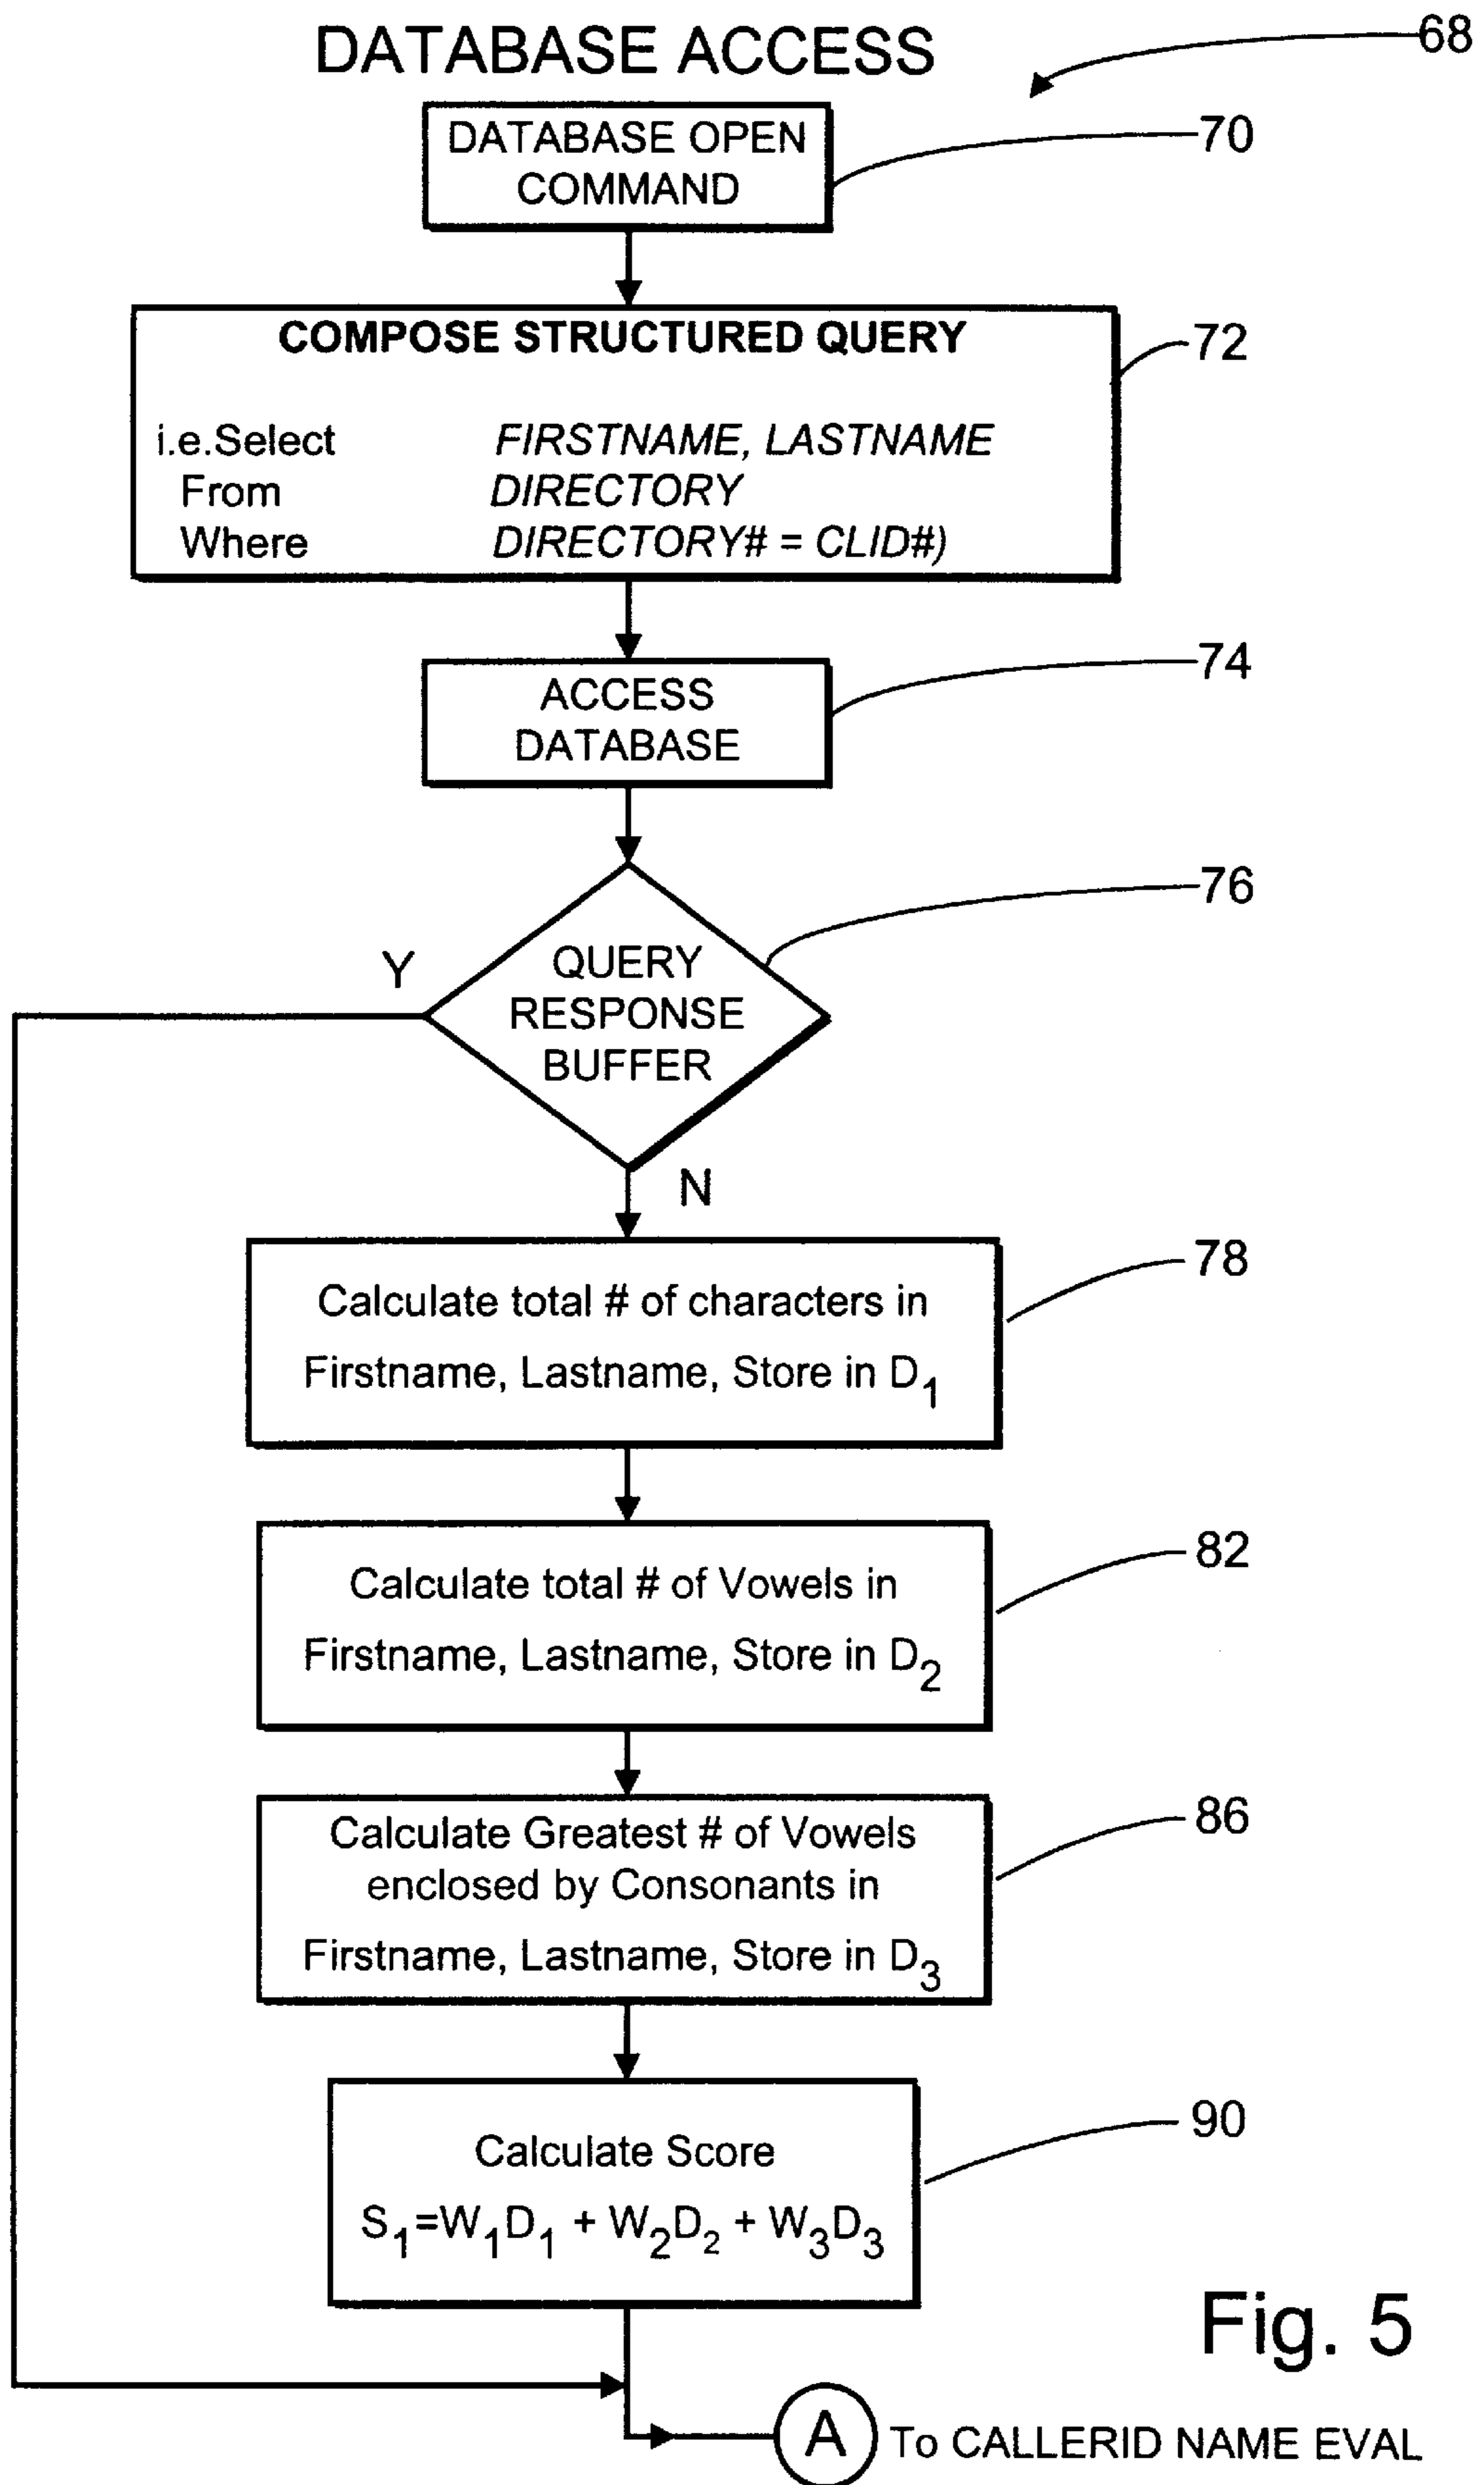 DATABASE ACCESS
68
DATABASE OPEN
COMMAND
70
COMPOSE STRUCTURED QUERY
72
i.e.Select FIRSTNAME, LASTNAME
From DIRECTORY
Where DIRECTORY# = CLID#)
ACCESS
DATABASE
74
QUERY
RESPONSE
BUFFER
76
Y
N
Calculate total # of characters in
Firstname, Lastname, Store in D1
78
Calculate total # of Vowels in
Firstname, Lastname, Store in D2
82
Calculate Greatest # of Vowels
enclosed by Consonants in
Firstname, Lastname, Store in D3
86
Calculate Score
S1=W1D1 + W2D2 + W3D3
90
Fig. 5
A To CALLERID NAME EVAL